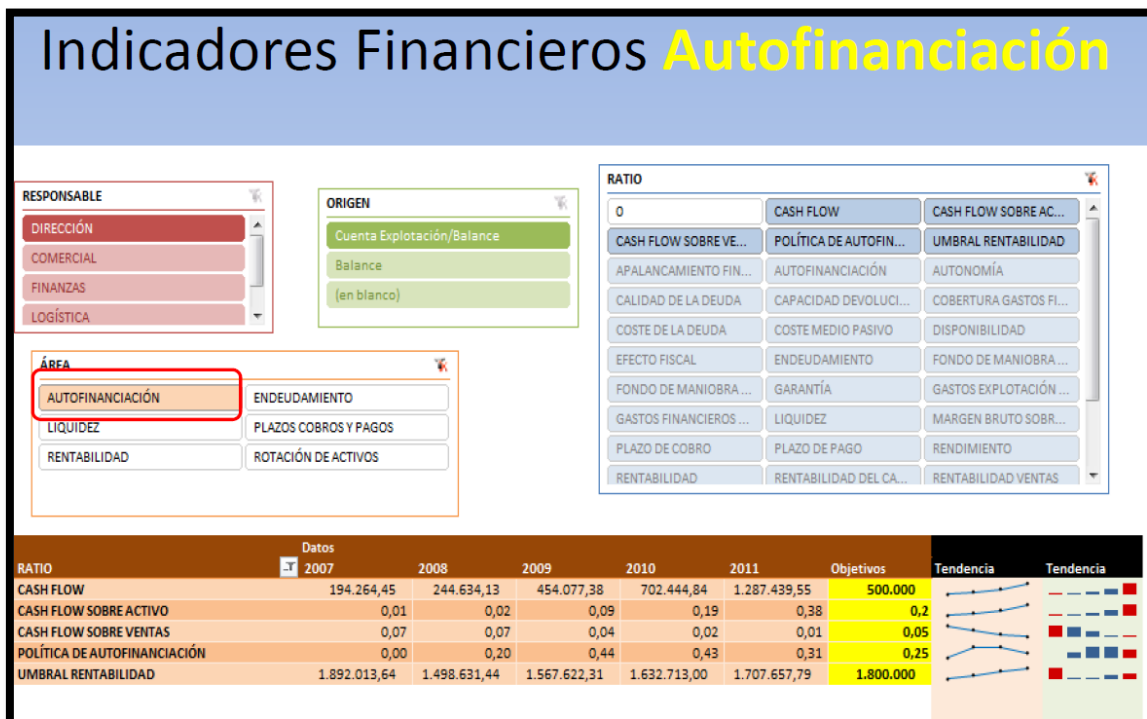 Indicadores Financieros Autofinanciación
RESPONSABLE
DIRECCIÓN
COMERCIAL
FINANZAS
LOGÍSTICA
ORIGEN
Cuenta Explotación/Balance
Balance
(en blanco)
RATIO
0 CASH FLOW CASH FLOW SOBRE AC...
CASH FLOW SOBRE VE... POLÍTICA DE AUTOFIN... UMBRAL RENTABILIDAD
APALANCAMIENTO FIN... AUTOFINANCIACIÓN AUTONOMÍA
CALIDAD DE LA DEUDA CAPACIDAD DEVOLUCI... COBERTURA GASTOS FI...
COSTE DE LA DEUDA COSTE MEDIO PASIVO DISPONIBILIDAD
EFECTO FISCAL ENDEUDAMIENTO FONDO DE MANIOBRA ...
FONDO DE MANIOBRA... GARANTÍA GASTOS EXPLOTACIÓN ...
GASTOS FINANCIEROS ... LIQUIDEZ MARGEN BRUTO SOBR...
PLAZO DE COBRO PLAZO DE PAGO RENDIMIENTO
RENTABILIDAD RENTABILIDAD DEL CA... RENTABILIDAD VENTAS
ÁREA
AUTOFINANCIACIÓN ENDEUDAMIENTO
LIQUIDEZ PLAZOS COBROS Y PAGOS
RENTABILIDAD ROTACIÓN DE ACTIVOS
Datos
RATIO 2007 2008 2009 2010 2011 Objetivos Tendencia Tendencia
CASH FLOW 194.264,45 244.634,13 454.077,38 702.444,84 1.287.439,55 500.000
CASH FLOW SOBRE ACTIVO 0,01 0,02 0,09 0,19 0,38 0,2
CASH FLOW SOBRE VENTAS 0,07 0,07 0,04 0,02 0,01 0,05
POLÍTICA DE AUTOFINANCIACIÓN 0,00 0,20 0,44 0,43 0,31 0,25
UMBRAL RENTABILIDAD 1.892.013,64 1.498.631,44 1.567.622,31 1.632.713,00 1.707.657,79 1.800.000